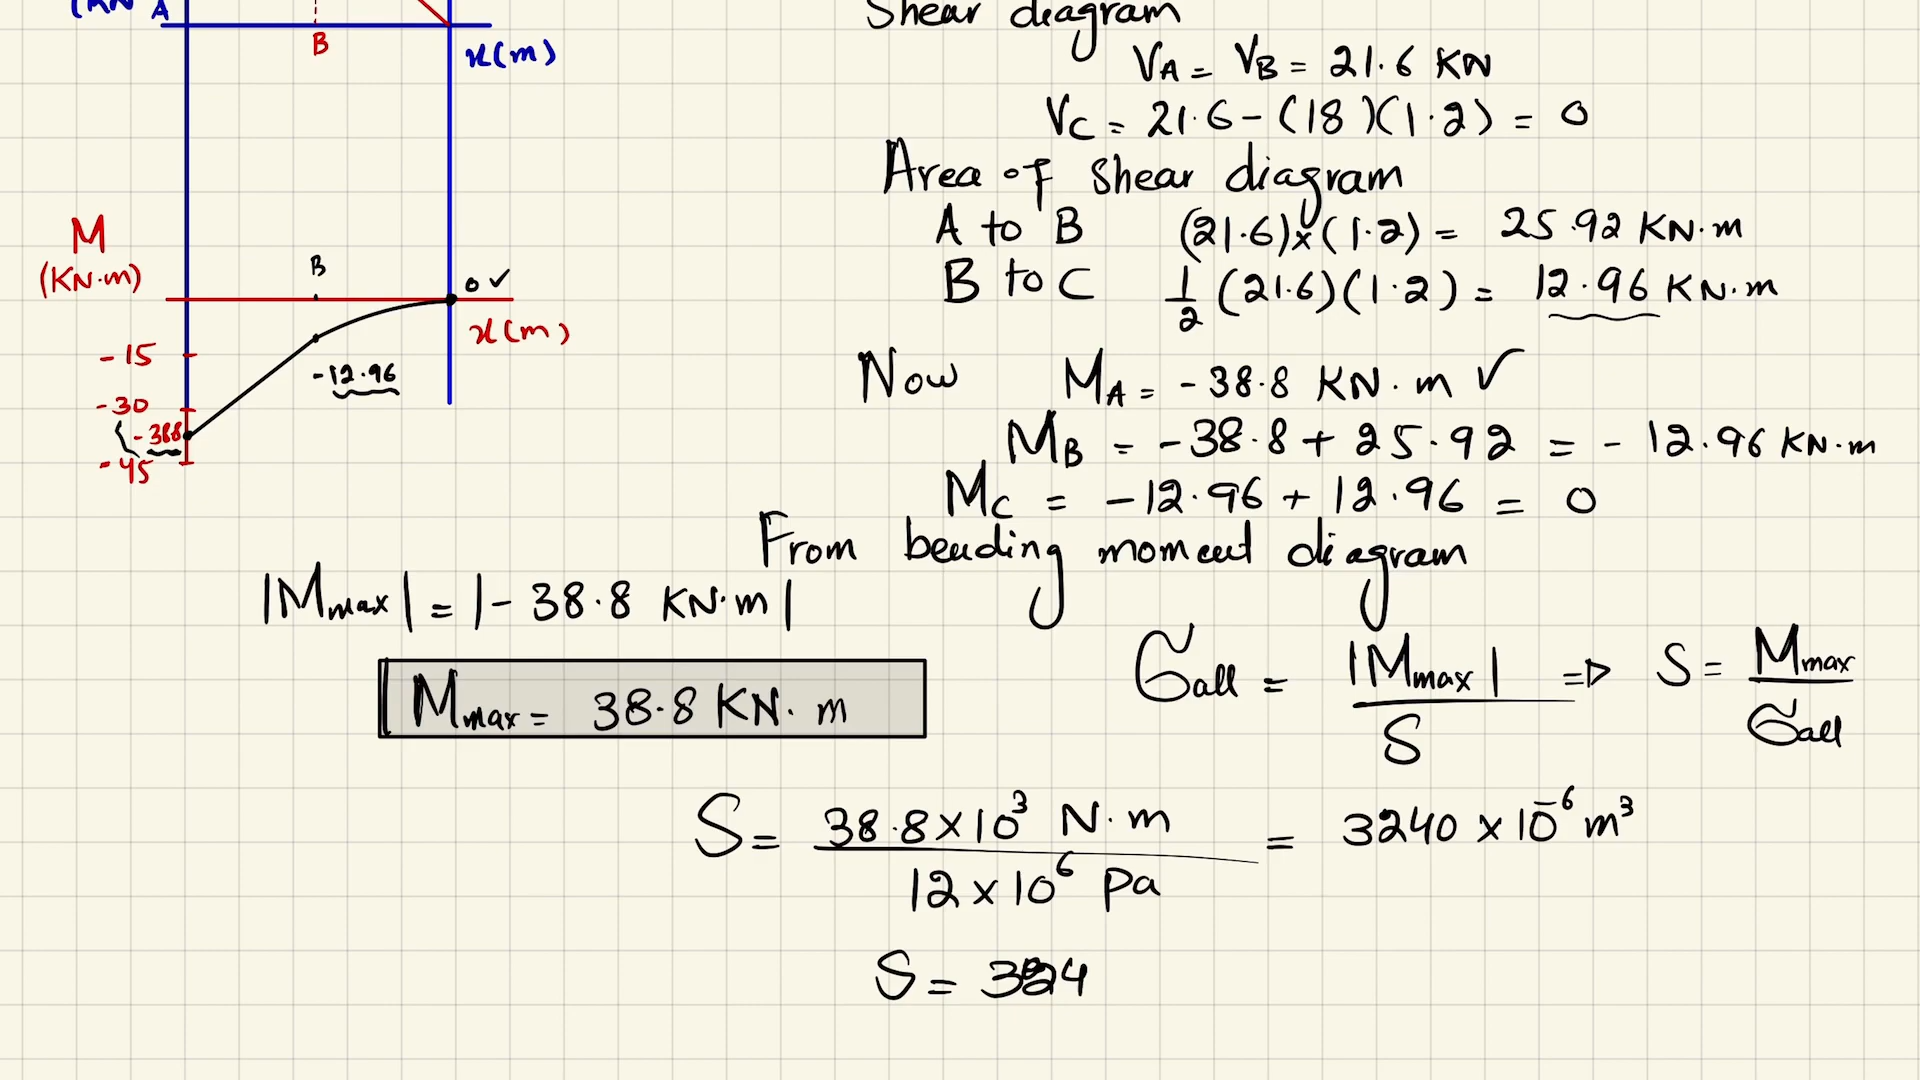 (KN A
B
x(m)
M
(KN·m)
B
0 ✓
x(m)
-15
-12.96
-30
-38.8
-45
Shear diagram
VA = VB = 21.6 KN
VC = 21.6 - (18)(1.2) = 0
Area of shear diagram
A to B (21.6)x(1.2) = 25.92 KN·m
B to C 1/2 (21.6)(1.2) = 12.96 KN·m
Now MA = -38.8 KN·m ✓
MB = -38.8 + 25.92 = -12.96 KN·m
MC = -12.96 + 12.96 = 0
From bending moment diagram
|Mmax| = |-38.8 KN·m|
Mmax = 38.8 KN·m
σall = |Mmax| / S => S = Mmax / σall
S = 38.8 x 10³ N·m / 12 x 10⁶ Pa = 3240 x 10⁻⁶ m³